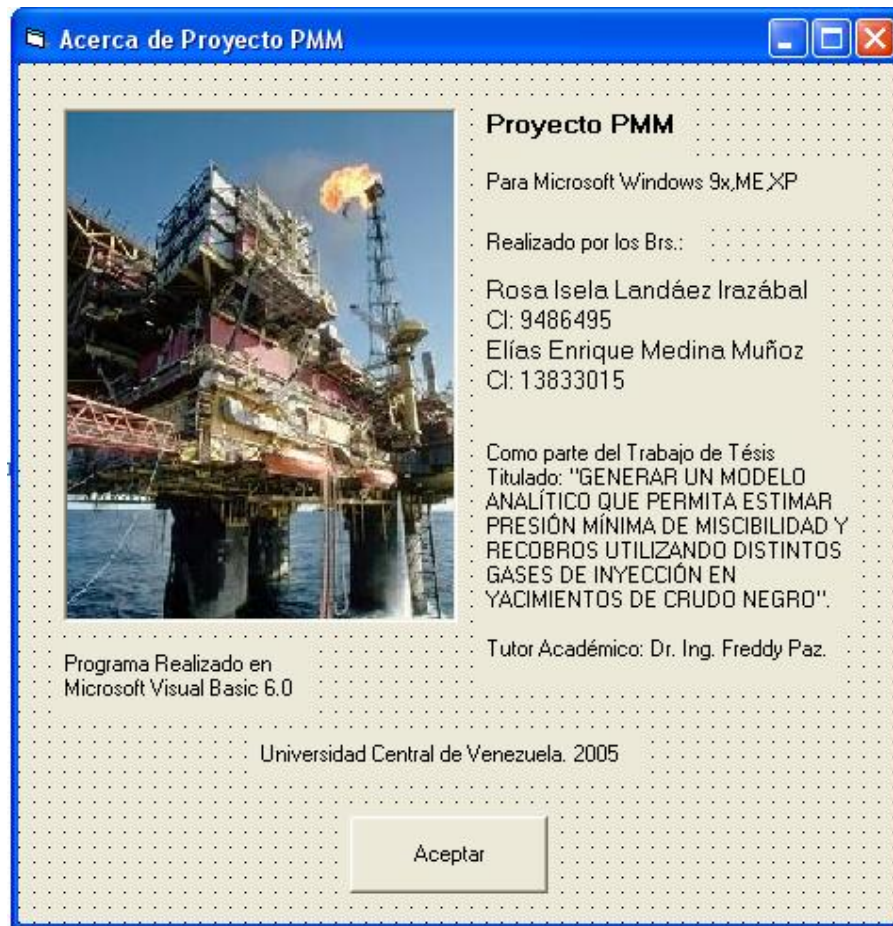 Acerca de Proyecto PMM
Proyecto PMM
Para Microsoft Windows 9x,ME,XP
Realizado por los Brs.:
Rosa Isela Landáez Irazábal
CI: 9486495
Elías Enrique Medina Muñoz
CI: 13833015
Como parte del Trabajo de Tésis
Titulado: "GENERAR UN MODELO
ANALÍTICO QUE PERMITA ESTIMAR
PRESIÓN MÍNIMA DE MISCIBILIDAD Y
RECOBROS UTILIZANDO DISTINTOS
GASES DE INYECCIÓN EN
YACIMIENTOS DE CRUDO NEGRO".
Tutor Académico: Dr. Ing. Freddy Paz.
Programa Realizado en
Microsoft Visual Basic 6.0
Universidad Central de Venezuela. 2005
Aceptar